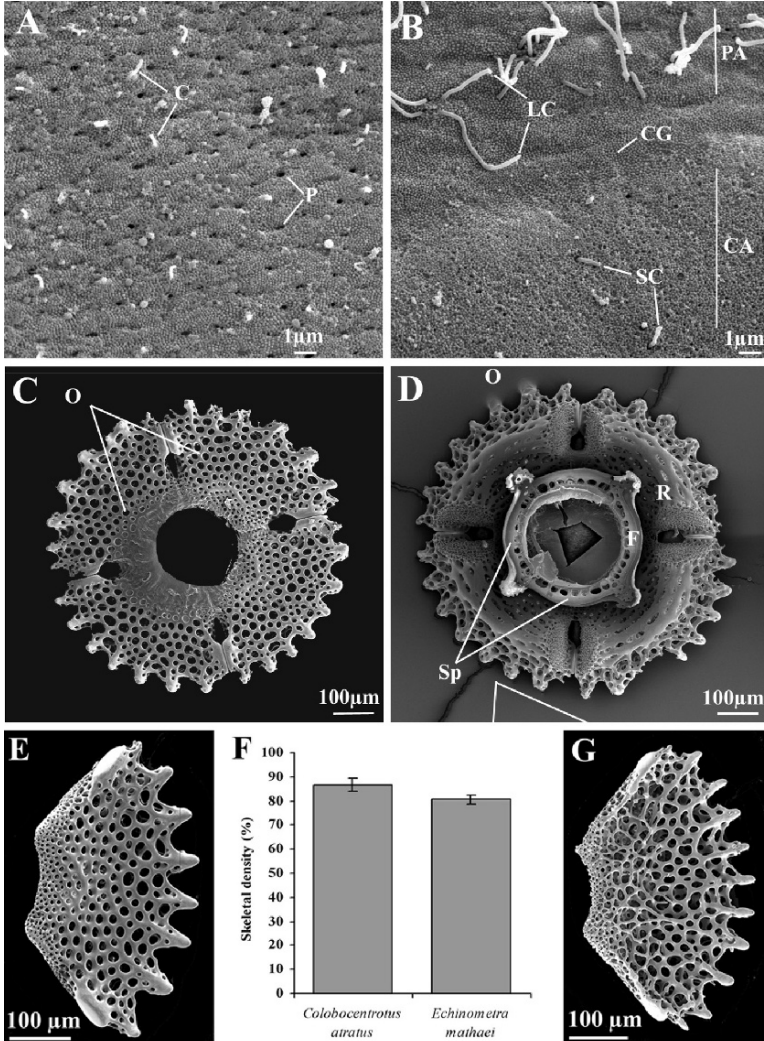 A
C
P
1µm
B
PA
LC
CG
CA
SC
1µm
C
O
100µm
D
O
R
F
Sp
100µm
E
100 µm
F
Skeletal density (%)
100
90
80
70
60
50
40
30
20
10
0
Colobocentrotus
atratus
Echinometra
mathaei
G
100 µm